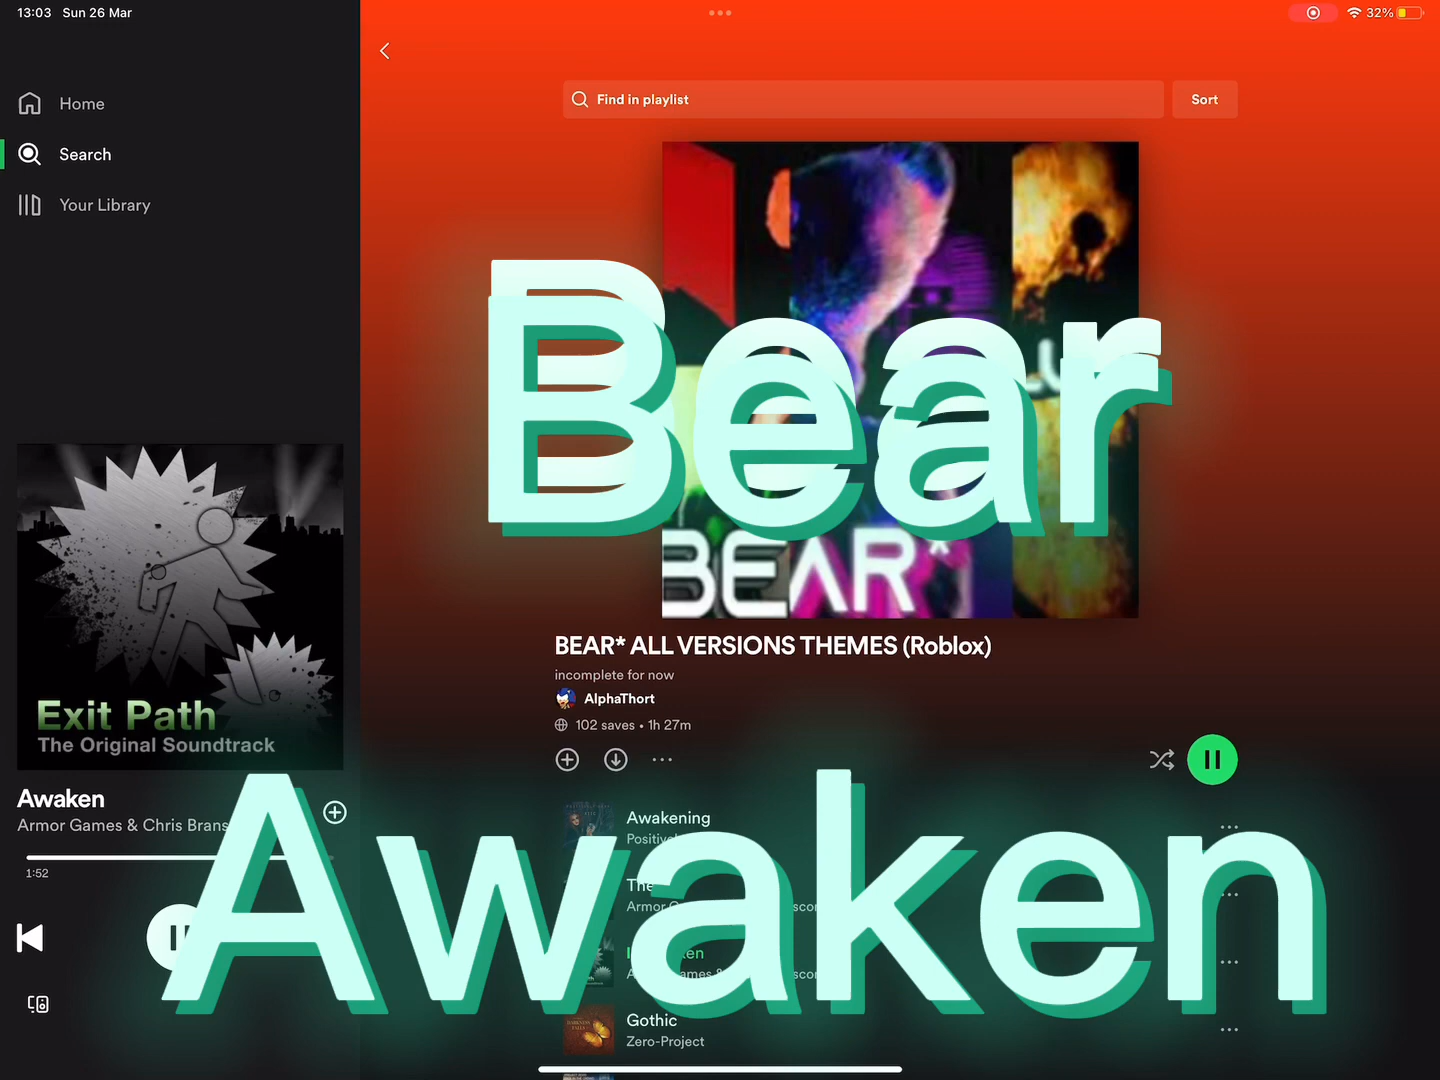 13:03 Sun 26 Mar
32%
Home
Search
Your Library
Find in playlist
Sort
Bear
BEAR*
BEAR* ALL VERSIONS THEMES (Roblox)
incomplete for now
AlphaThort
102 saves • 1h 27m
Exit Path
The Original Soundtrack
Awaken
Armor Games & Chris Brans
1:52
Awaken
Awakening
The
Gothic
Zero-Project